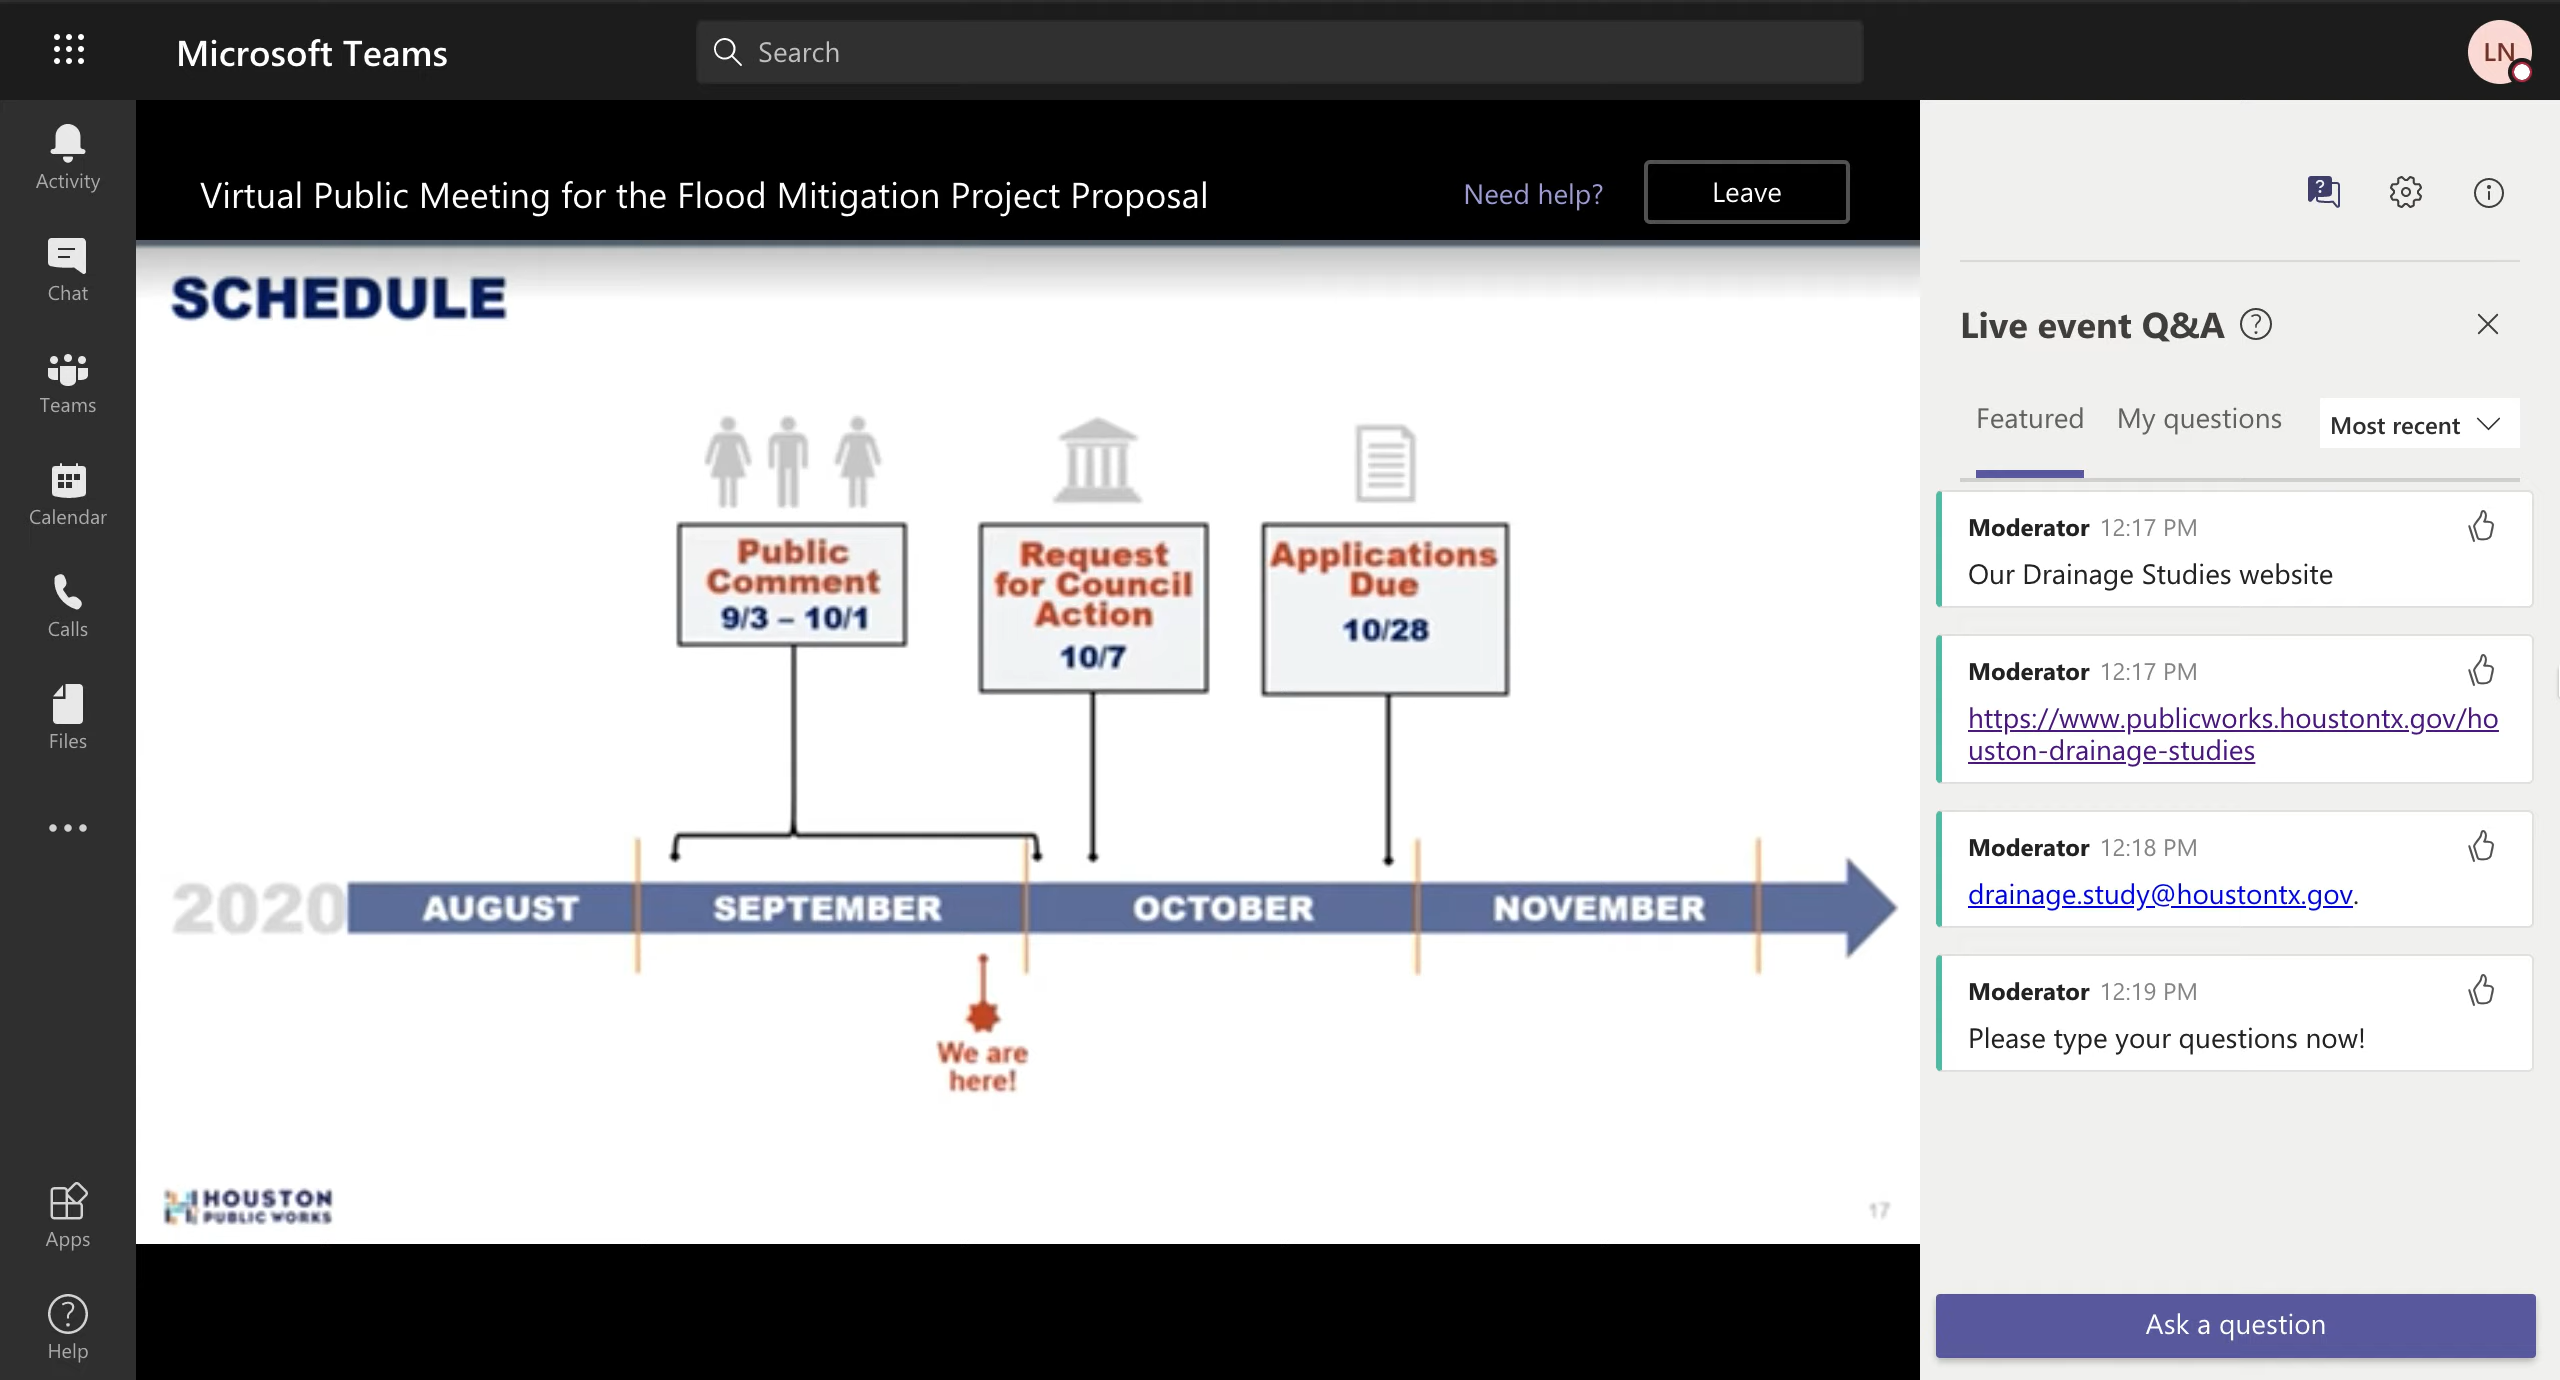 Microsoft Teams
Search
LN
Activity
Chat
Teams
Calendar
Calls
Files
Apps
Help
Virtual Public Meeting for the Flood Mitigation Project Proposal
Need help?
Leave
SCHEDULE
Public
Comment
9/3 – 10/1
Request
for Council
Action
10/7
Applications
Due
10/28
2020
AUGUST
SEPTEMBER
OCTOBER
NOVEMBER
We are
here!
HOUSTON
PUBLIC WORKS
17
Live event Q&A
Featured
My questions
Most recent
Moderator 12:17 PM
Our Drainage Studies website
Moderator 12:17 PM
https://www.publicworks.houstontx.gov/ho
uston-drainage-studies
Moderator 12:18 PM
drainage.study@houstontx.gov.
Moderator 12:19 PM
Please type your questions now!
Ask a question